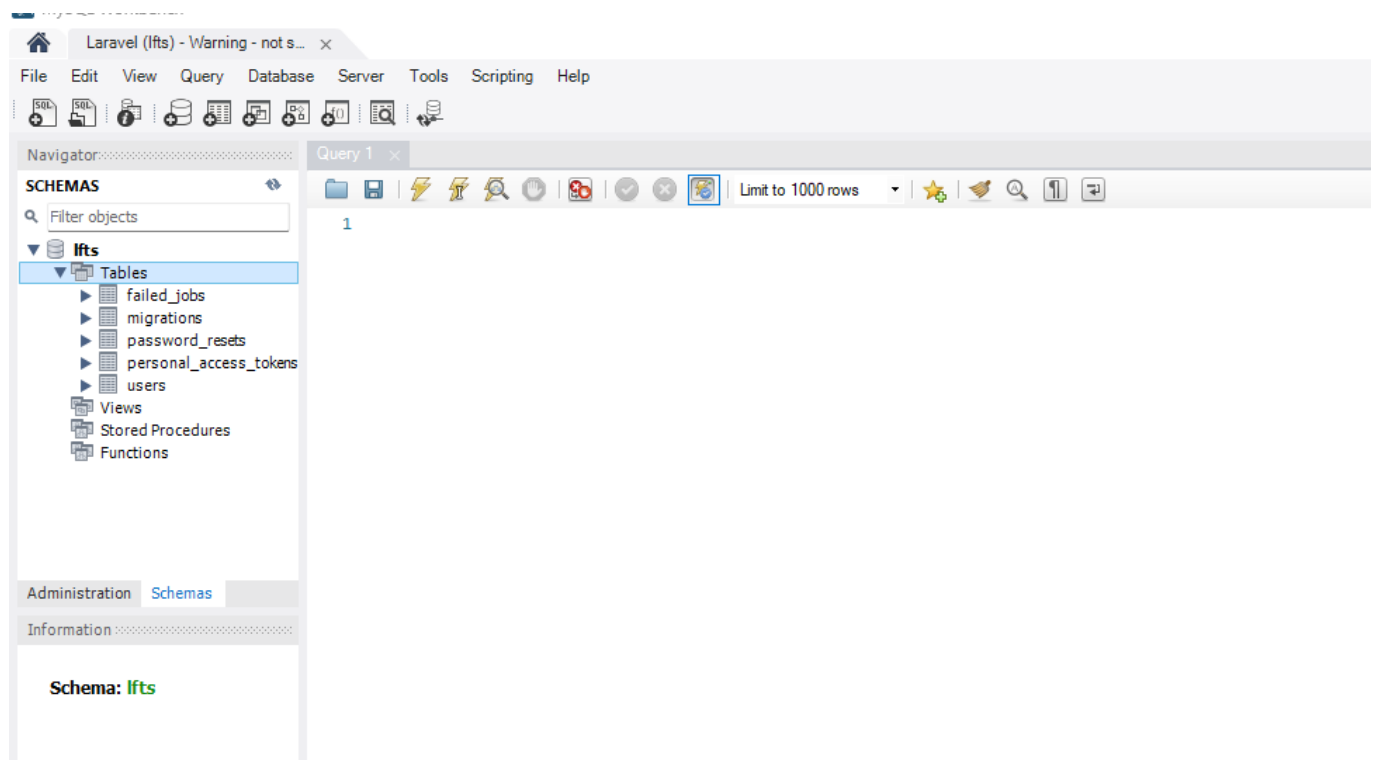 Laravel (lfts) - Warning - not s...
File Edit View Query Database Server Tools Scripting Help
Navigator
Query 1
SCHEMAS
Limit to 1000 rows
Filter objects
1
lfts
Tables
failed_jobs
migrations
password_resets
personal_access_tokens
users
Views
Stored Procedures
Functions
Administration Schemas
Information
Schema: lfts